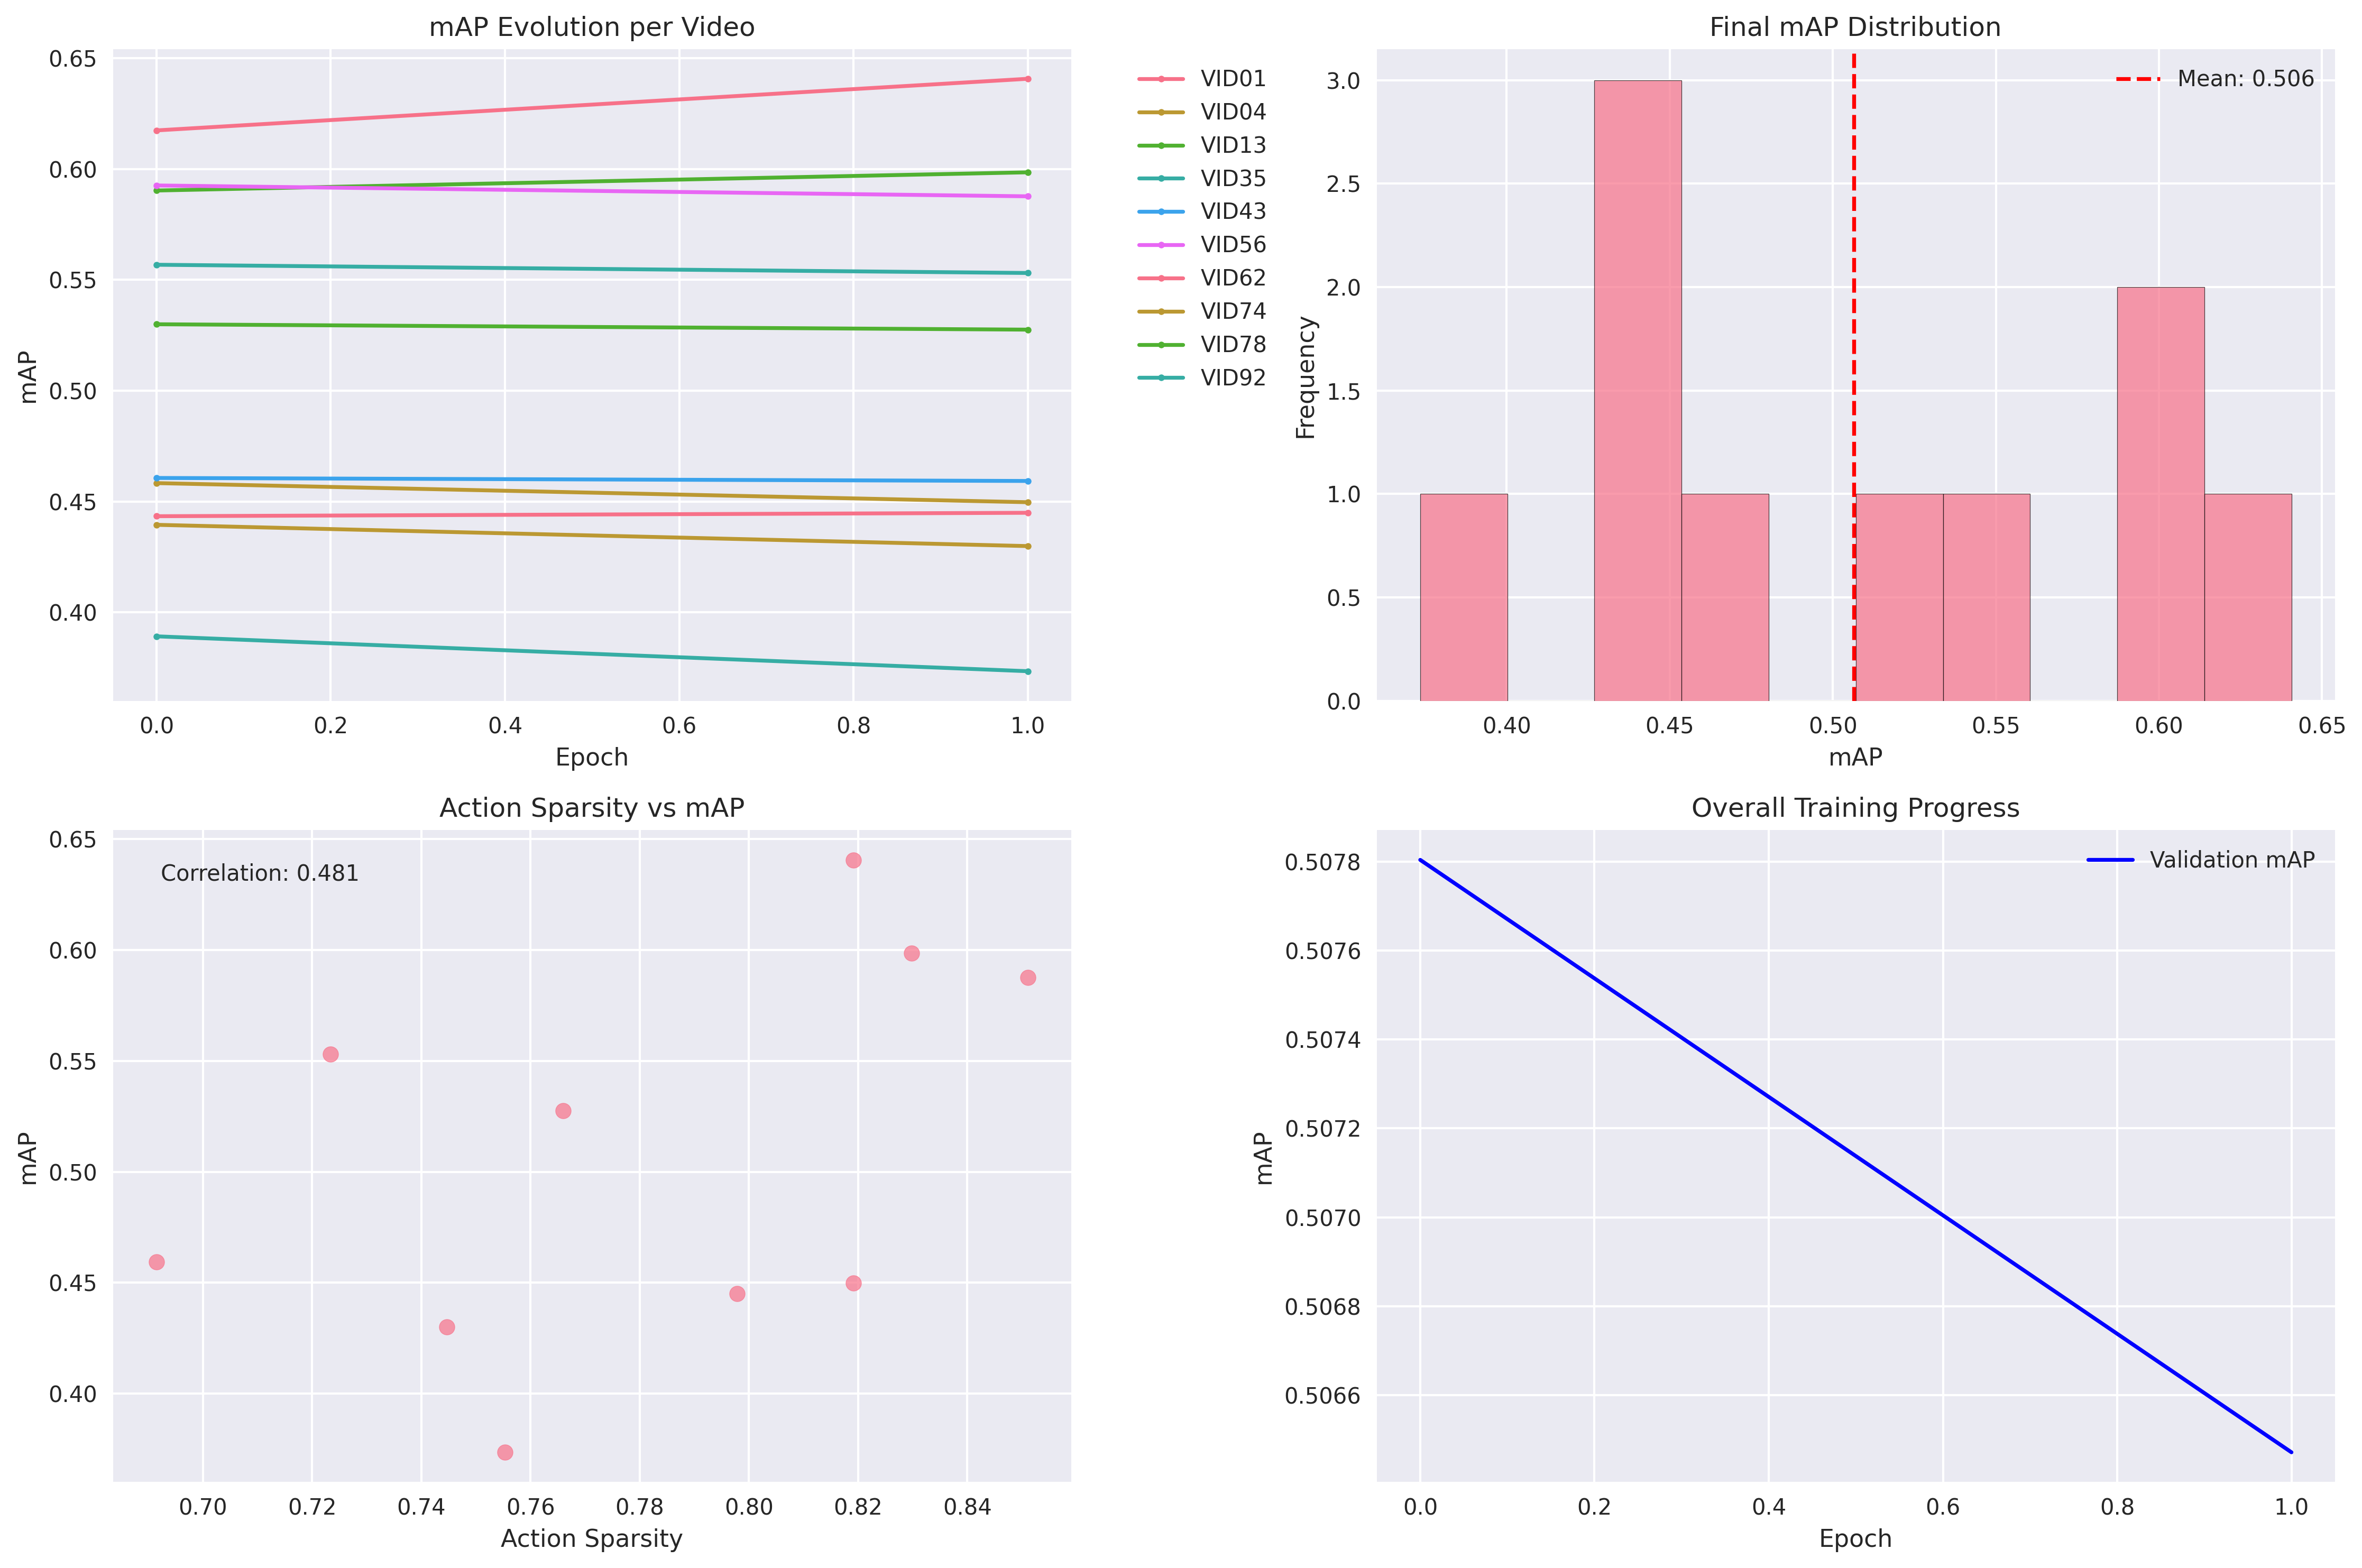 mAP Evolution per Video
0.65
0.60
0.55
0.50
0.45
0.40
mAP
0.0 0.2 0.4 0.6 0.8 1.0
Epoch
VID01
VID04
VID13
VID35
VID43
VID56
VID62
VID74
VID78
VID92
Final mAP Distribution
Mean: 0.506
3.0
2.5
2.0
1.5
1.0
0.5
0.0
Frequency
0.40 0.45 0.50 0.55 0.60 0.65
mAP
Action Sparsity vs mAP
Correlation: 0.481
0.65
0.60
0.55
0.50
0.45
0.40
mAP
0.70 0.72 0.74 0.76 0.78 0.80 0.82 0.84
Action Sparsity
Overall Training Progress
Validation mAP
0.5078
0.5076
0.5074
0.5072
0.5070
0.5068
0.5066
mAP
0.0 0.2 0.4 0.6 0.8 1.0
Epoch